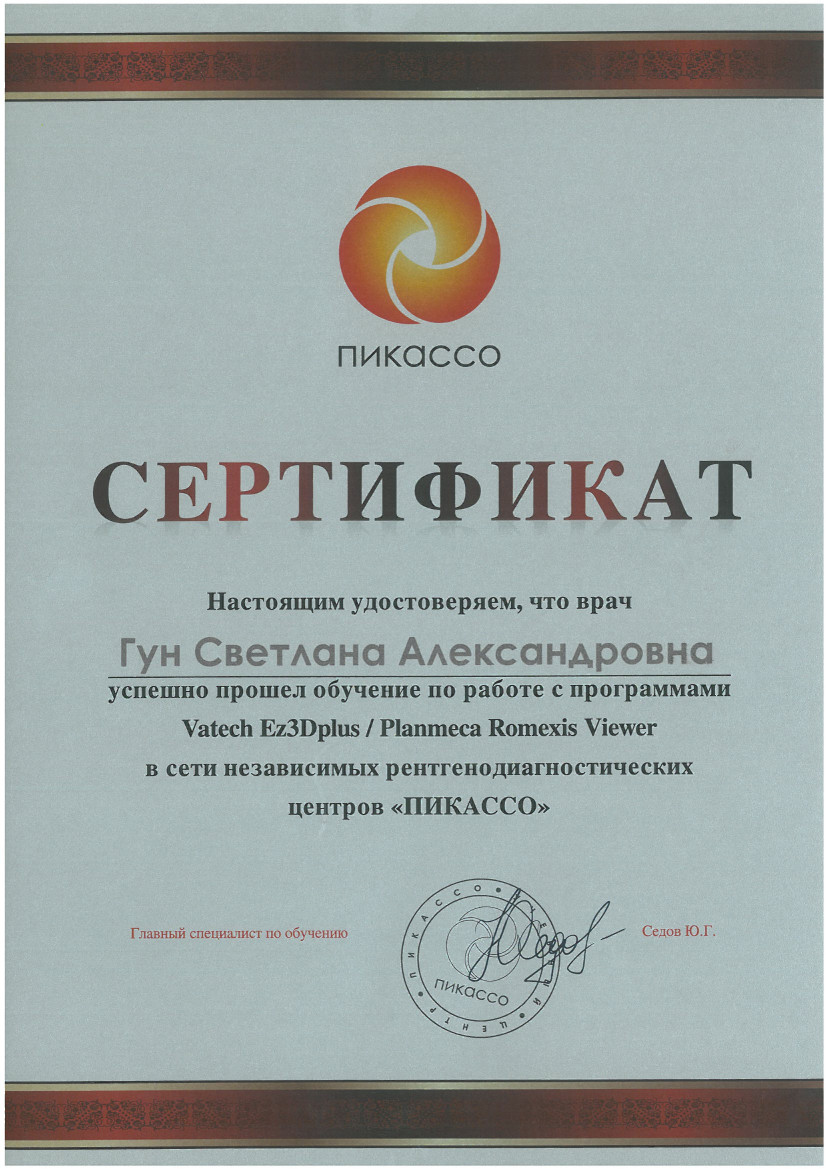 ПИКАССО
СЕРТИФИКАТ
Настоящим удостоверяем, что врач
Гун Светлана Александровна
успешно прошел обучение по работе с программами
Vatech Ez3Dplus / Planmeca Romexis Viewer
в сети независимых рентгенодиагностических
центров «ПИКАССО»
Главный специалист по обучению
ПИКАССО • УЧЕБНЫЙ ЦЕНТР •
ПИКАССО
Седов Ю.Г.